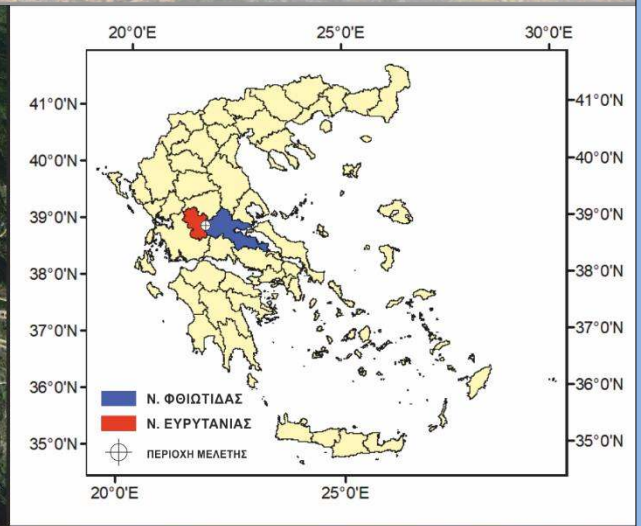 20°0'E 25°0'E 30°0'E
41°0'N 41°0'N
40°0'N 40°0'N
39°0'N 39°0'N
38°0'N 38°0'N
37°0'N 37°0'N
36°0'N 36°0'N
35°0'N 35°0'N
Ν. ΦΘΙΩΤΙΔΑΣ
Ν. ΕΥΡΥΤΑΝΙΑΣ
ΠΕΡΙΟΧΗ ΜΕΛΕΤΗΣ
20°0'E 25°0'E